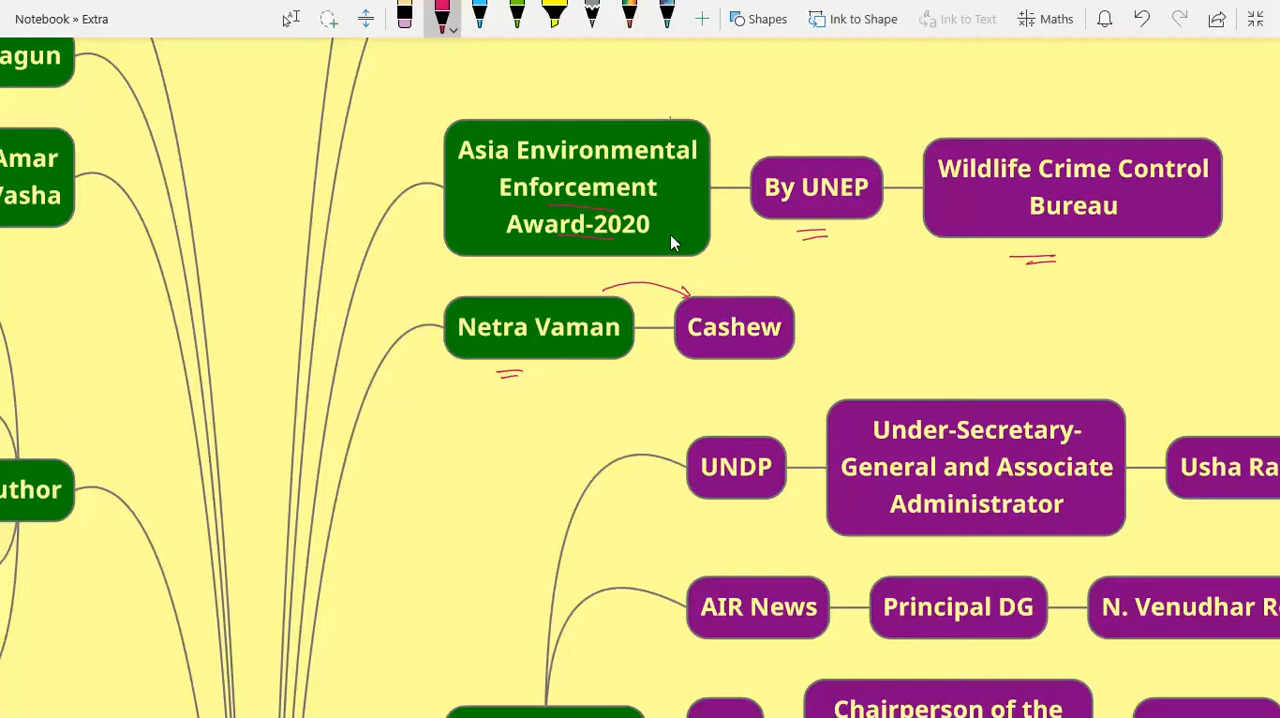 Notebook » Extra
Shapes
Ink to Shape
Ink to Text
Maths
agun
Amar
Vasha
Asia Environmental
Enforcement
Award-2020
By UNEP
Wildlife Crime Control
Bureau
Netra Vaman
Cashew
UNDP
Under-Secretary-
General and Associate
Administrator
Usha Ra
uthor
AIR News
Principal DG
N. Venudhar R
Chairperson of the